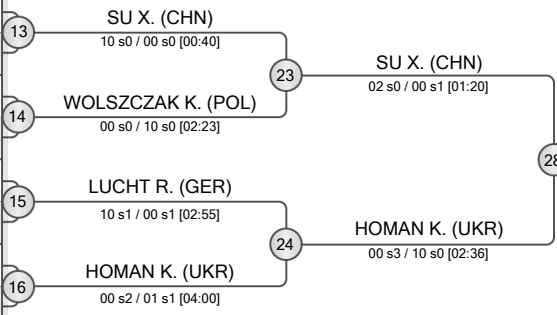 13
SU X. (CHN)
10 s0 / 00 s0 [00:40]
23
SU X. (CHN)
02 s0 / 00 s1 [01:20]
14
WOLSZCZAK K. (POL)
00 s0 / 10 s0 [02:23]
28
15
LUCHT R. (GER)
10 s1 / 00 s1 [02:55]
24
HOMAN K. (UKR)
00 s3 / 10 s0 [02:36]
16
HOMAN K. (UKR)
00 s2 / 01 s1 [04:00]